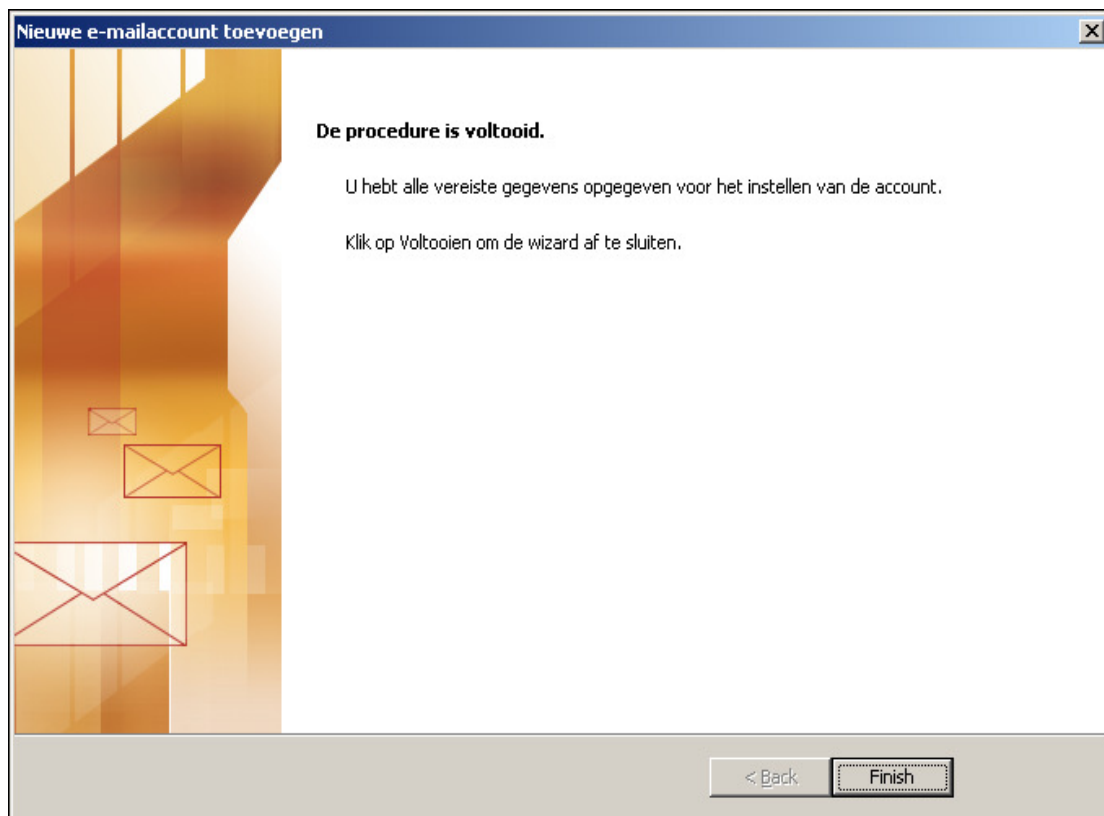 Nieuwe e-mailaccount toevoegen
De procedure is voltooid.
U hebt alle vereiste gegevens opgegeven voor het instellen van de account.
Klik op Voltooien om de wizard af te sluiten.
< Back
Finish